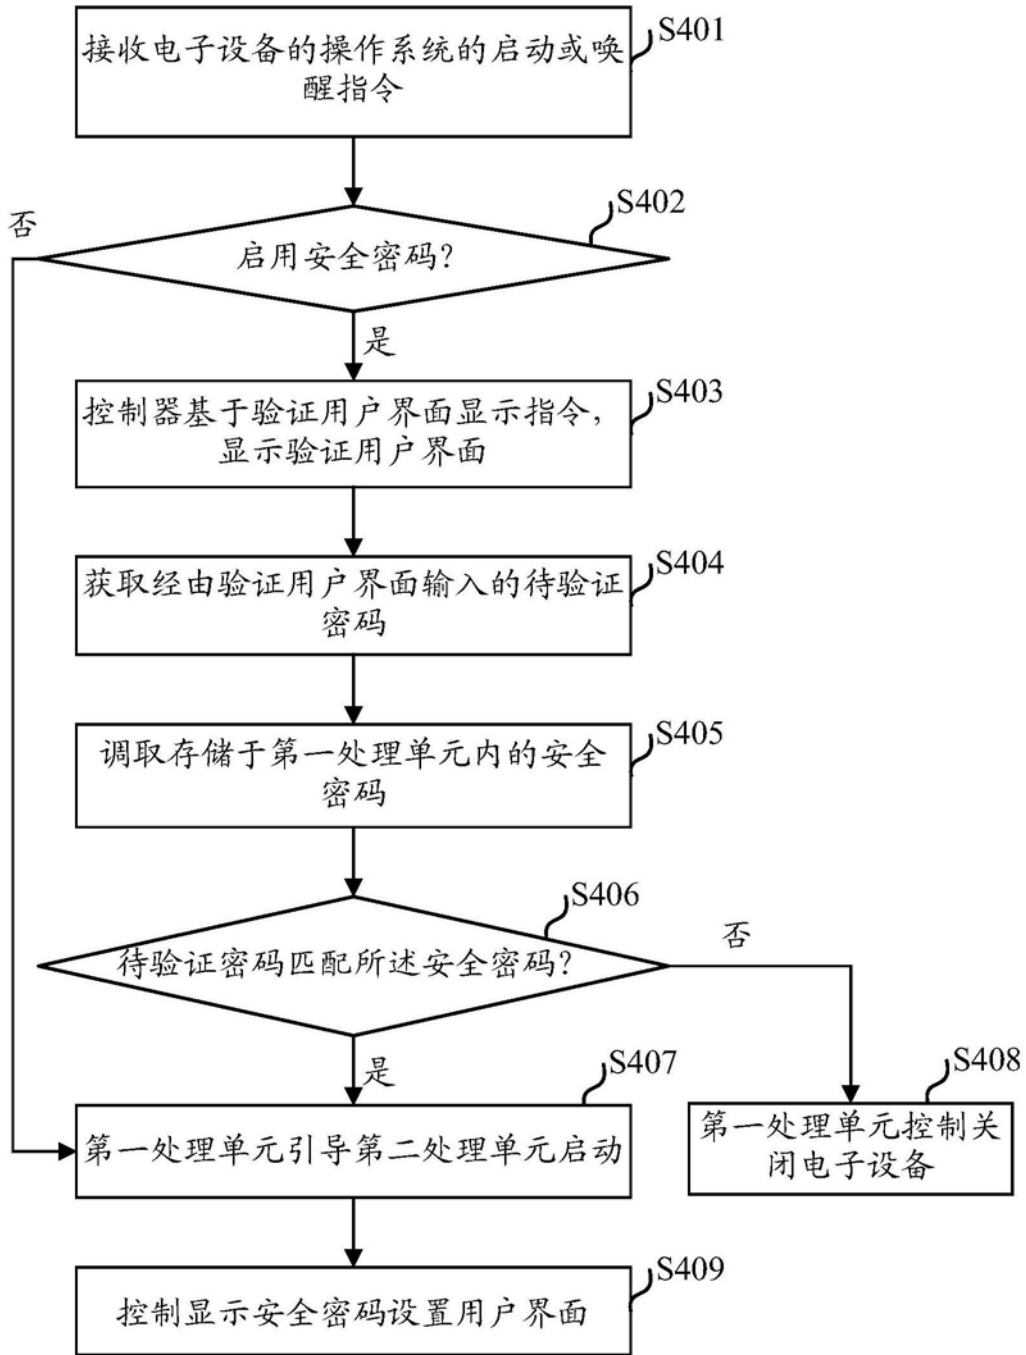 S401
接收电子设备的操作系统的启动或唤
醒指令
S402
否
启用安全密码?
是
S403
控制器基于验证用户界面显示指令,
显示验证用户界面
S404
获取经由验证用户界面输入的待验证
密码
S405
调取存储于第一处理单元内的安全
密码
S406
否
待验证密码匹配所述安全密码?
是
S407
S408
第一处理单元引导第二处理单元启动
第一处理单元控制关
闭电子设备
S409
控制显示安全密码设置用户界面